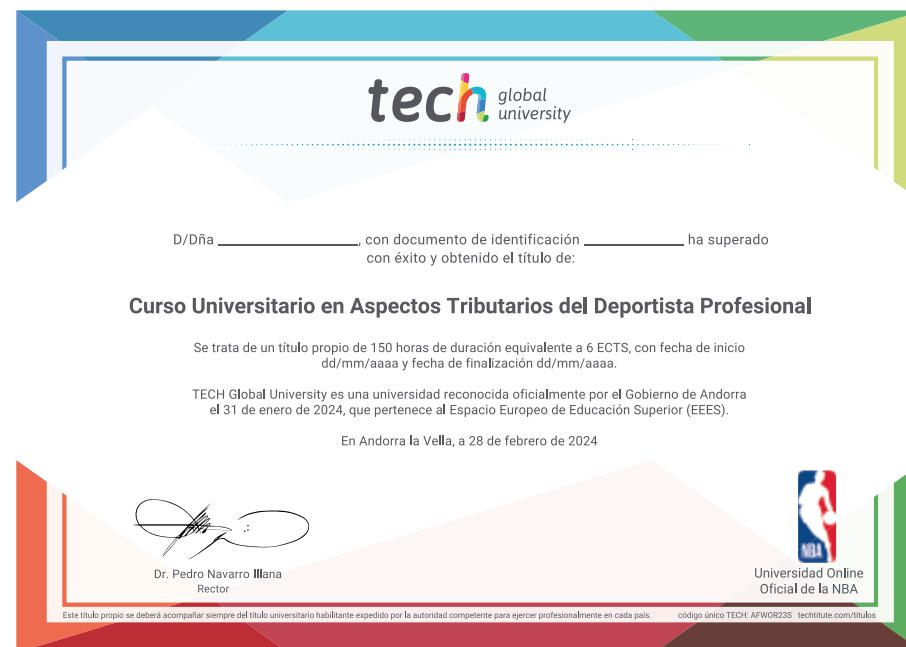 tech global university
D/Dña ____________________, con documento de identificación ______________ ha superado
con éxito y obtenido el título de:
Curso Universitario en Aspectos Tributarios del Deportista Profesional
Se trata de un título propio de 150 horas de duración equivalente a 6 ECTS, con fecha de inicio
dd/mm/aaaa y fecha de finalización dd/mm/aaaa.
TECH Global University es una universidad reconocida oficialmente por el Gobierno de Andorra
el 31 de enero de 2024, que pertenece al Espacio Europeo de Educación Superior (EEES).
En Andorra la Vella, a 28 de febrero de 2024
Dr. Pedro Navarro Illana
Rector
NBA
Universidad Online
Oficial de la NBA
Este título propio se deberá acompañar siempre del título universitario habilitante expedido por la autoridad competente para ejercer profesionalmente en cada país. código único TECH: AFWOR23S techtitute.com/titulos